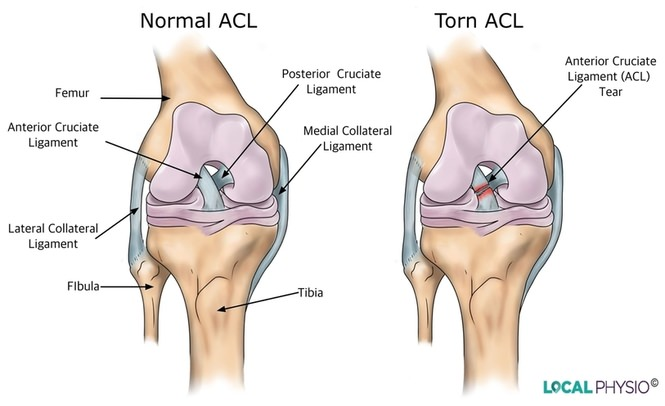 Normal ACL
Torn ACL
Femur
Posterior Cruciate
Ligament
Anterior Cruciate
Ligament
Medial Collateral
Ligament
Lateral Collateral
Ligament
FIbula
Tibia
Anterior Cruciate
Ligament (ACL)
Tear
LOCAL PHYSIO©